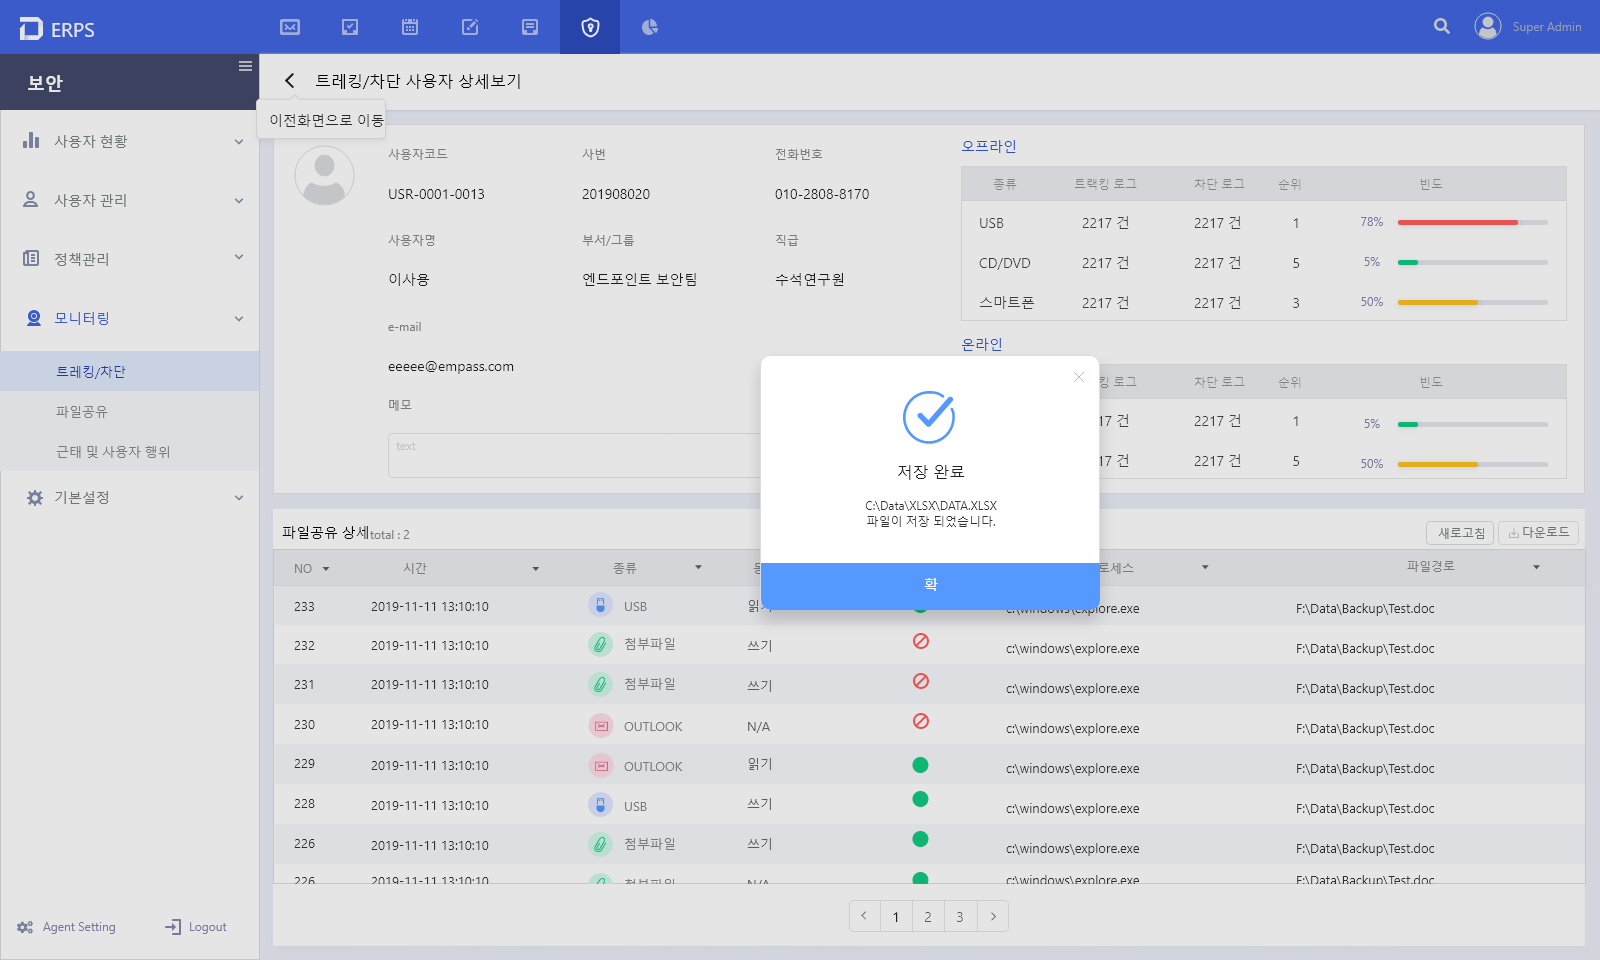 ERPS
Super Admin
보안
트레킹/차단 사용자 상세보기
이전화면으로 이동
사용자 현황
사용자 관리
정책관리
모니터링
트레킹/차단
파일공유
근태 및 사용자 행위
기본설정
Agent Setting
Logout
사용자코드 사번 전화번호
USR-0001-0013 201908020 010-2808-8170
사용자명 부서/그룹 직급
이사용 엔드포인트 보안팀 수석연구원
e-mail
eeeee@empass.com
메모
text
오프라인
종류 트랙킹 로그 차단 로그 순위 빈도
USB 2217 건 2217 건 1 78%
CD/DVD 2217 건 2217 건 5 5%
스마트폰 2217 건 2217 건 3 50%
온라인
킹 로그 차단 로그 순위 빈도
17 건 2217 건 1 5%
17 건 2217 건 5 50%
저장 완료
C:\Data\XLSX\DATA.XLSX
파일이 저장 되었습니다.
확
파일공유 상세 total : 2
새로고침 다운로드
NO 시간 종류 로세스 파일경로
233 2019-11-11 13:10:10 USB 읽기 c:\windows\explore.exe F:\Data\Backup\Test.doc
232 2019-11-11 13:10:10 첨부파일 쓰기 c:\windows\explore.exe F:\Data\Backup\Test.doc
231 2019-11-11 13:10:10 첨부파일 쓰기 c:\windows\explore.exe F:\Data\Backup\Test.doc
230 2019-11-11 13:10:10 OUTLOOK N/A c:\windows\explore.exe F:\Data\Backup\Test.doc
229 2019-11-11 13:10:10 OUTLOOK 읽기 c:\windows\explore.exe F:\Data\Backup\Test.doc
228 2019-11-11 13:10:10 USB 쓰기 c:\windows\explore.exe F:\Data\Backup\Test.doc
226 2019-11-11 13:10:10 첨부파일 쓰기 c:\windows\explore.exe F:\Data\Backup\Test.doc
226 2019-11-11 13:10:10 첨부파일 N/A c:\windows\explore.exe F:\Data\Backup\Test.doc
1 2 3